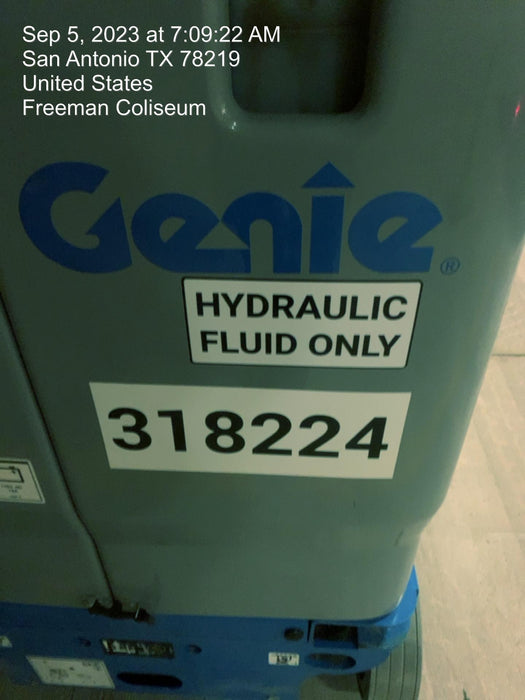 Sep 5, 2023 at 7:09:22 AM
San Antonio TX 78219
United States
Freeman Coliseum
Genie®
HYDRAULIC
FLUID ONLY
318224